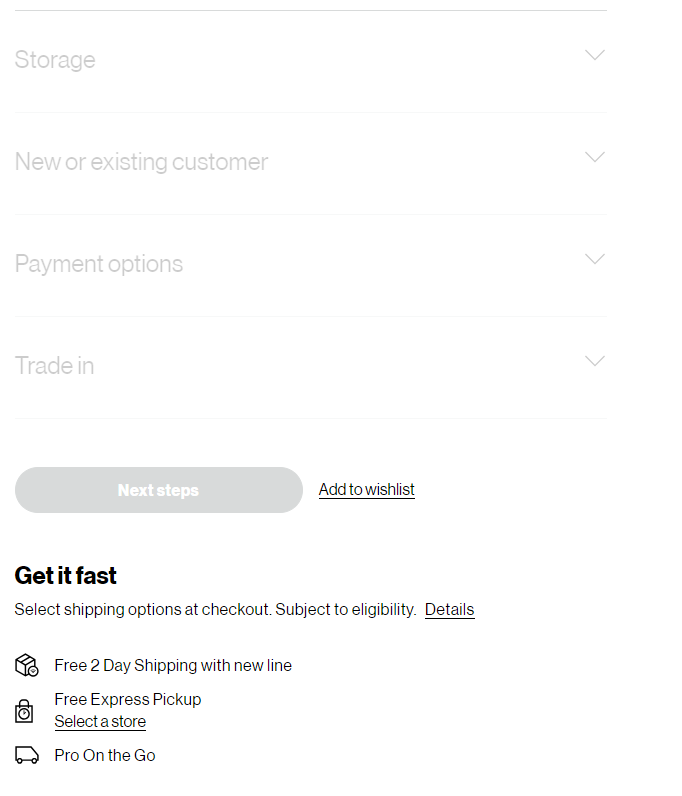 Storage
New or existing customer
Payment options
Trade in
Next steps
Add to wishlist
Get it fast
Select shipping options at checkout. Subject to eligibility. Details
Free 2 Day Shipping with new line
Free Express Pickup
Select a store
Pro On the Go